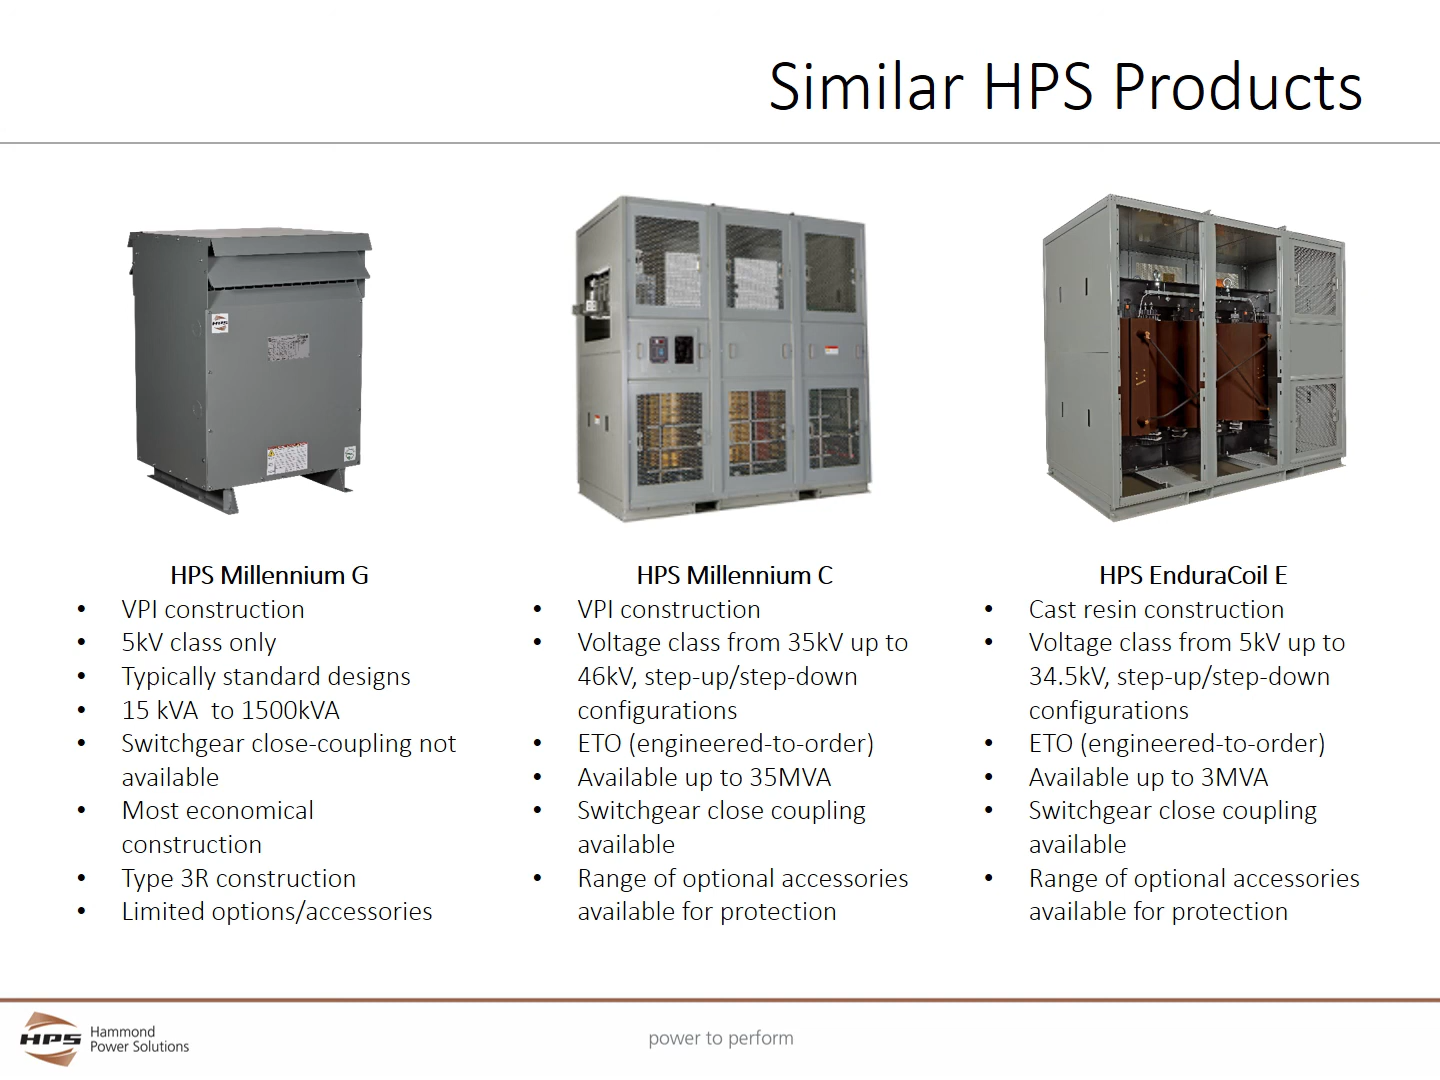 Similar HPS Products
HPS Millennium G
• VPI construction
• 5kV class only
• Typically standard designs
• 15 kVA  to 1500kVA
• Switchgear close-coupling not
available
• Most economical
construction
• Type 3R construction
• Limited options/accessories
HPS Millennium C
• VPI construction
• Voltage class from 35kV up to
46kV, step-up/step-down
configurations
• ETO (engineered-to-order)
• Available up to 35MVA
• Switchgear close coupling
available
• Range of optional accessories
available for protection
HPS EnduraCoil E
• Cast resin construction
• Voltage class from 5kV up to
34.5kV, step-up/step-down
configurations
• ETO (engineered-to-order)
• Available up to 3MVA
• Switchgear close coupling
available
• Range of optional accessories
available for protection
HPS
Hammond
Power Solutions
power to perform